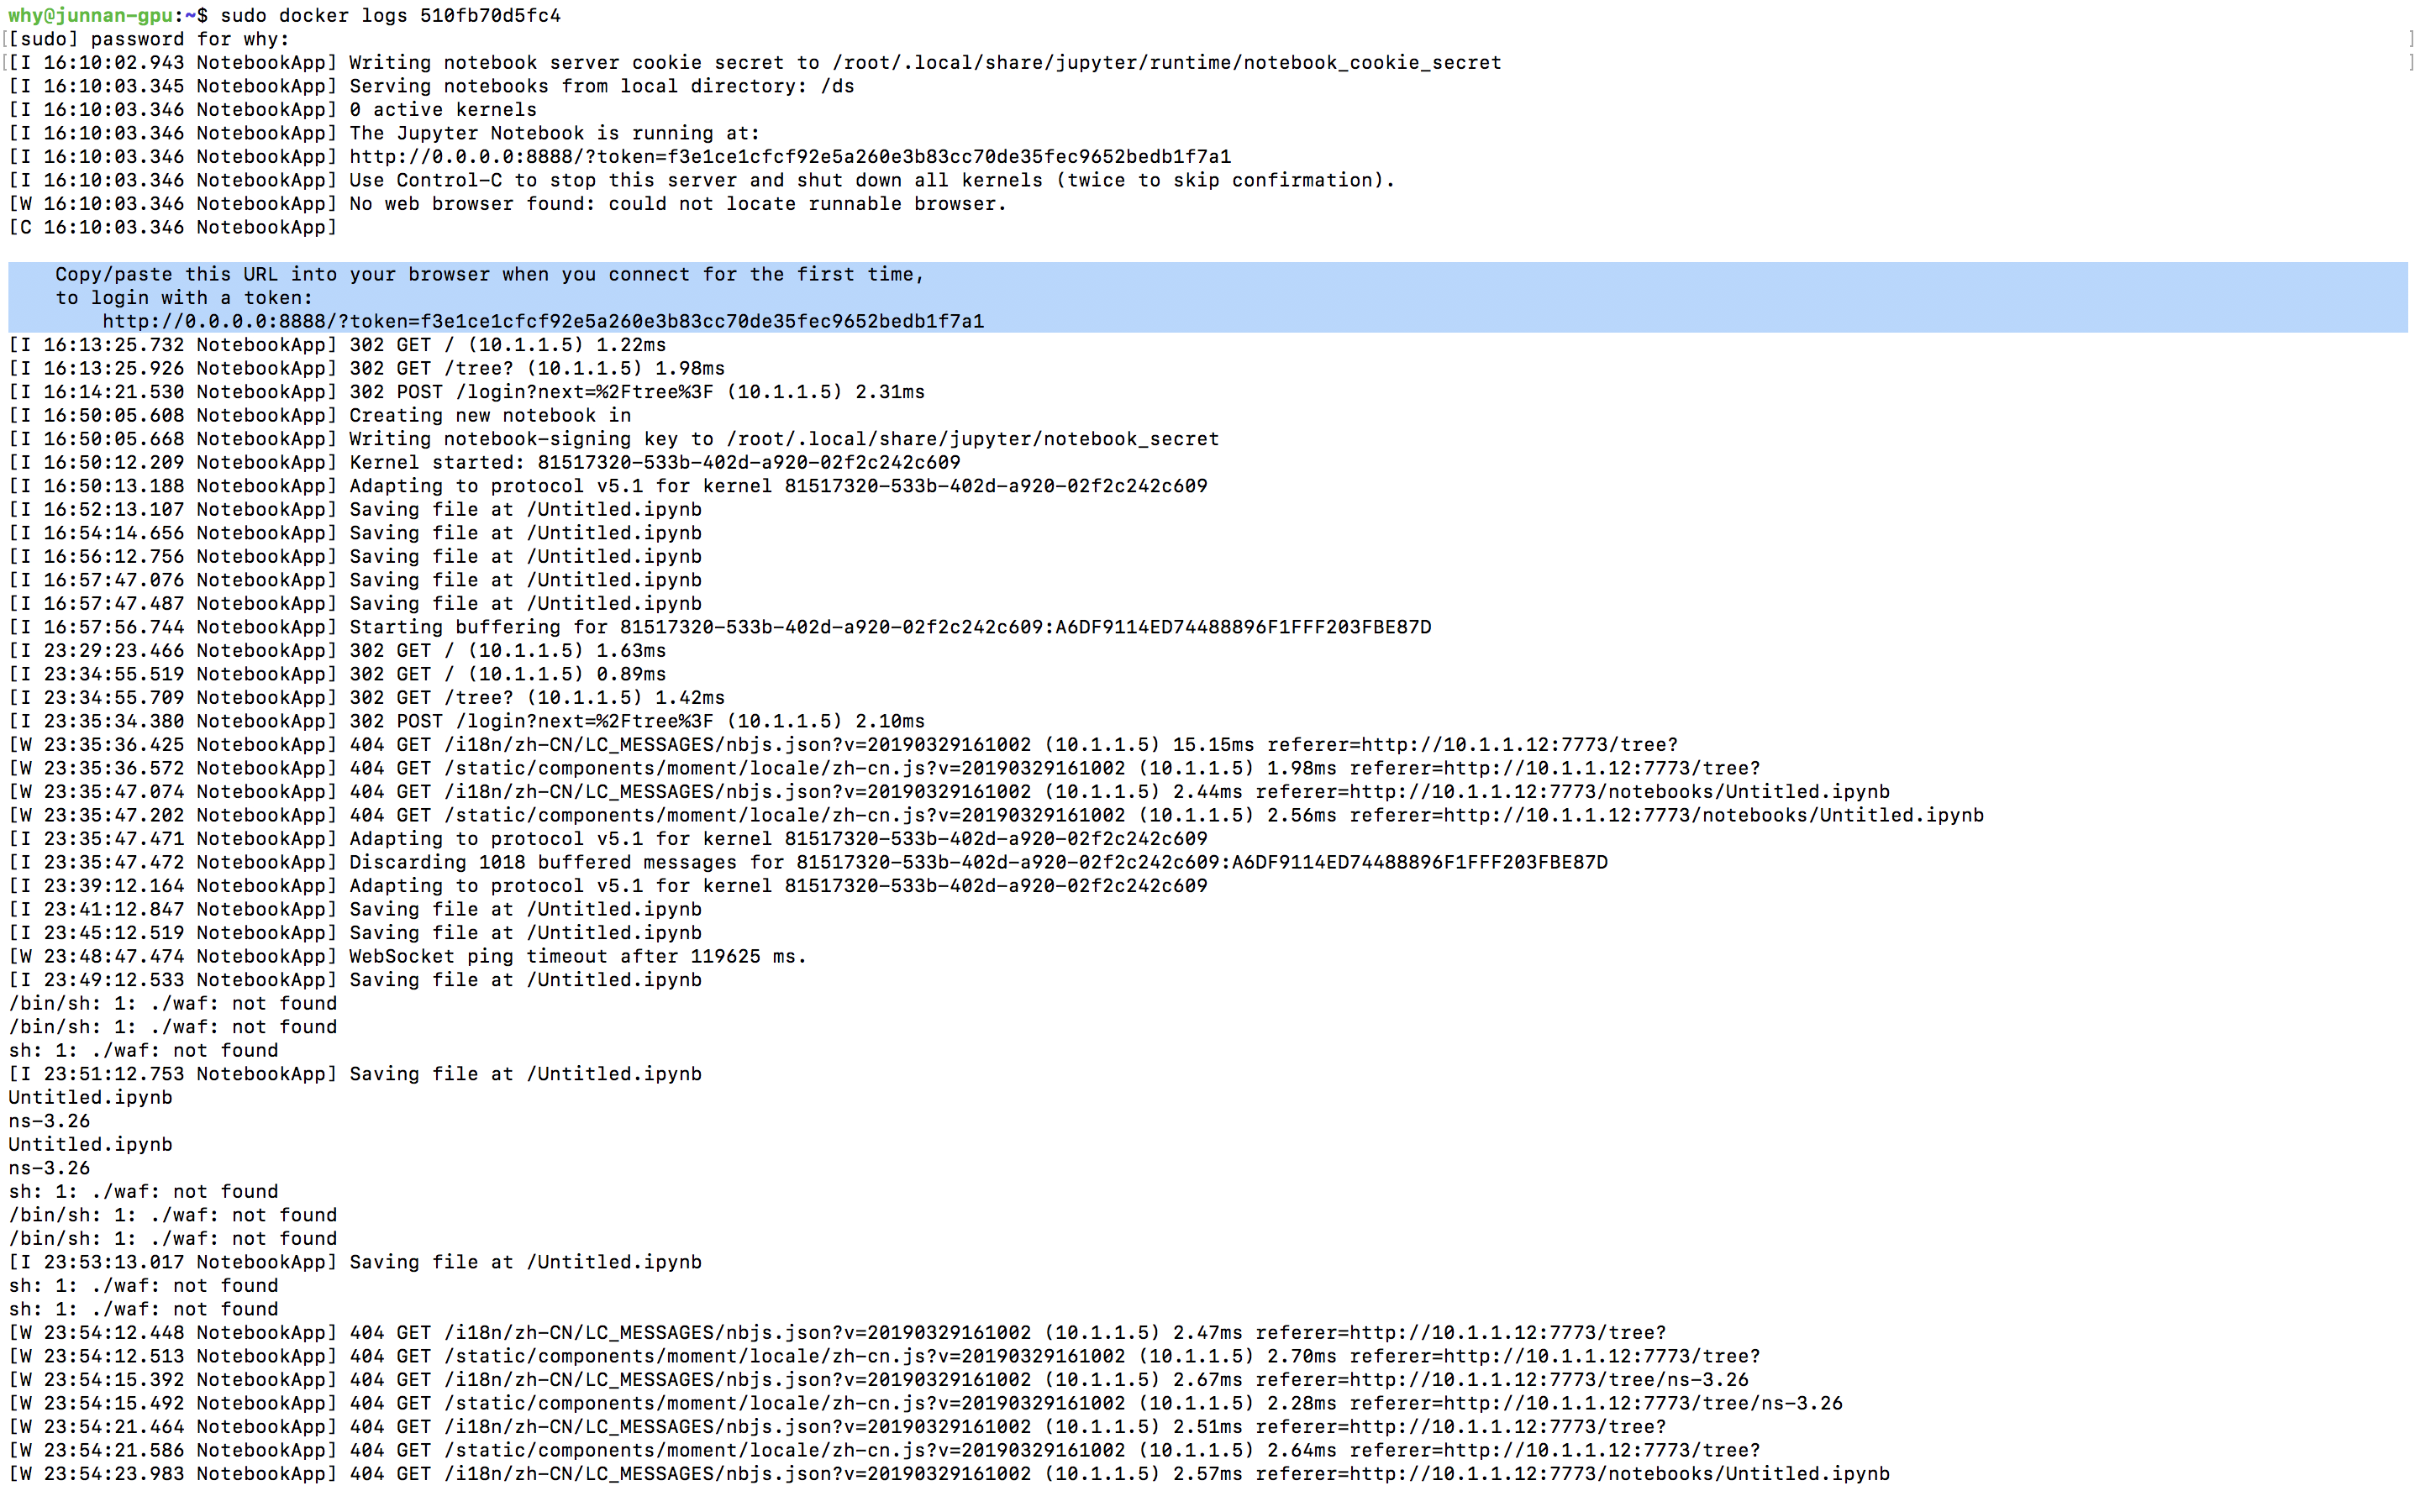 why@junnan-gpu:~$ sudo docker logs 510fb70d5fc4
[[sudo] password for why: ]
[[I 16:10:02.943 NotebookApp] Writing notebook server cookie secret to /root/.local/share/jupyter/runtime/notebook_cookie_secret ]
[I 16:10:03.345 NotebookApp] Serving notebooks from local directory: /ds
[I 16:10:03.346 NotebookApp] 0 active kernels
[I 16:10:03.346 NotebookApp] The Jupyter Notebook is running at:
[I 16:10:03.346 NotebookApp] http://0.0.0.0:8888/?token=f3e1ce1cfcf92e5a260e3b83cc70de35fec9652bedb1f7a1
[I 16:10:03.346 NotebookApp] Use Control-C to stop this server and shut down all kernels (twice to skip confirmation).
[W 16:10:03.346 NotebookApp] No web browser found: could not locate runnable browser.
[C 16:10:03.346 NotebookApp]
Copy/paste this URL into your browser when you connect for the first time,
to login with a token:
http://0.0.0.0:8888/?token=f3e1ce1cfcf92e5a260e3b83cc70de35fec9652bedb1f7a1
[I 16:13:25.732 NotebookApp] 302 GET / (10.1.1.5) 1.22ms
[I 16:13:25.926 NotebookApp] 302 GET /tree? (10.1.1.5) 1.98ms
[I 16:14:21.530 NotebookApp] 302 POST /login?next=%2Ftree%3F (10.1.1.5) 2.31ms
[I 16:50:05.608 NotebookApp] Creating new notebook in
[I 16:50:05.668 NotebookApp] Writing notebook-signing key to /root/.local/share/jupyter/notebook_secret
[I 16:50:12.209 NotebookApp] Kernel started: 81517320-533b-402d-a920-02f2c242c609
[I 16:50:13.188 NotebookApp] Adapting to protocol v5.1 for kernel 81517320-533b-402d-a920-02f2c242c609
[I 16:52:13.107 NotebookApp] Saving file at /Untitled.ipynb
[I 16:54:14.656 NotebookApp] Saving file at /Untitled.ipynb
[I 16:56:12.756 NotebookApp] Saving file at /Untitled.ipynb
[I 16:57:47.076 NotebookApp] Saving file at /Untitled.ipynb
[I 16:57:47.487 NotebookApp] Saving file at /Untitled.ipynb
[I 16:57:56.744 NotebookApp] Starting buffering for 81517320-533b-402d-a920-02f2c242c609:A6DF9114ED74488896F1FFF203FBE87D
[I 23:29:23.466 NotebookApp] 302 GET / (10.1.1.5) 1.63ms
[I 23:34:55.519 NotebookApp] 302 GET / (10.1.1.5) 0.89ms
[I 23:34:55.709 NotebookApp] 302 GET /tree? (10.1.1.5) 1.42ms
[I 23:35:34.380 NotebookApp] 302 POST /login?next=%2Ftree%3F (10.1.1.5) 2.10ms
[W 23:35:36.425 NotebookApp] 404 GET /i18n/zh-CN/LC_MESSAGES/nbjs.json?v=20190329161002 (10.1.1.5) 15.15ms referer=http://10.1.1.12:7773/tree?
[W 23:35:36.572 NotebookApp] 404 GET /static/components/moment/locale/zh-cn.js?v=20190329161002 (10.1.1.5) 1.98ms referer=http://10.1.1.12:7773/tree?
[W 23:35:47.074 NotebookApp] 404 GET /i18n/zh-CN/LC_MESSAGES/nbjs.json?v=20190329161002 (10.1.1.5) 2.44ms referer=http://10.1.1.12:7773/notebooks/Untitled.ipynb
[W 23:35:47.202 NotebookApp] 404 GET /static/components/moment/locale/zh-cn.js?v=20190329161002 (10.1.1.5) 2.56ms referer=http://10.1.1.12:7773/notebooks/Untitled.ipynb
[I 23:35:47.471 NotebookApp] Adapting to protocol v5.1 for kernel 81517320-533b-402d-a920-02f2c242c609
[I 23:35:47.472 NotebookApp] Discarding 1018 buffered messages for 81517320-533b-402d-a920-02f2c242c609:A6DF9114ED74488896F1FFF203FBE87D
[I 23:39:12.164 NotebookApp] Adapting to protocol v5.1 for kernel 81517320-533b-402d-a920-02f2c242c609
[I 23:41:12.847 NotebookApp] Saving file at /Untitled.ipynb
[I 23:45:12.519 NotebookApp] Saving file at /Untitled.ipynb
[W 23:48:47.474 NotebookApp] WebSocket ping timeout after 119625 ms.
[I 23:49:12.533 NotebookApp] Saving file at /Untitled.ipynb
/bin/sh: 1: ./waf: not found
/bin/sh: 1: ./waf: not found
sh: 1: ./waf: not found
[I 23:51:12.753 NotebookApp] Saving file at /Untitled.ipynb
Untitled.ipynb
ns-3.26
Untitled.ipynb
ns-3.26
sh: 1: ./waf: not found
/bin/sh: 1: ./waf: not found
/bin/sh: 1: ./waf: not found
[I 23:53:13.017 NotebookApp] Saving file at /Untitled.ipynb
sh: 1: ./waf: not found
sh: 1: ./waf: not found
[W 23:54:12.448 NotebookApp] 404 GET /i18n/zh-CN/LC_MESSAGES/nbjs.json?v=20190329161002 (10.1.1.5) 2.47ms referer=http://10.1.1.12:7773/tree?
[W 23:54:12.513 NotebookApp] 404 GET /static/components/moment/locale/zh-cn.js?v=20190329161002 (10.1.1.5) 2.70ms referer=http://10.1.1.12:7773/tree?
[W 23:54:15.392 NotebookApp] 404 GET /i18n/zh-CN/LC_MESSAGES/nbjs.json?v=20190329161002 (10.1.1.5) 2.67ms referer=http://10.1.1.12:7773/tree/ns-3.26
[W 23:54:15.492 NotebookApp] 404 GET /static/components/moment/locale/zh-cn.js?v=20190329161002 (10.1.1.5) 2.28ms referer=http://10.1.1.12:7773/tree/ns-3.26
[W 23:54:21.464 NotebookApp] 404 GET /i18n/zh-CN/LC_MESSAGES/nbjs.json?v=20190329161002 (10.1.1.5) 2.51ms referer=http://10.1.1.12:7773/tree?
[W 23:54:21.586 NotebookApp] 404 GET /static/components/moment/locale/zh-cn.js?v=20190329161002 (10.1.1.5) 2.64ms referer=http://10.1.1.12:7773/tree?
[W 23:54:23.983 NotebookApp] 404 GET /i18n/zh-CN/LC_MESSAGES/nbjs.json?v=20190329161002 (10.1.1.5) 2.57ms referer=http://10.1.1.12:7773/notebooks/Untitled.ipynb